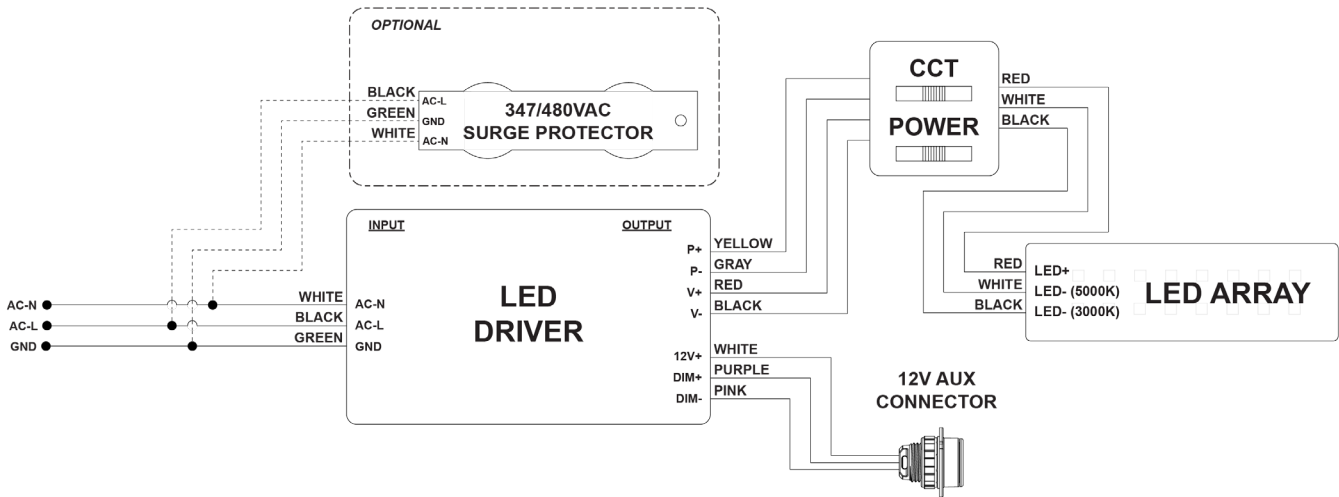 OPTIONAL
BLACK
GREEN
WHITE
AC-L
GND
AC-N
347/480VAC
SURGE PROTECTOR
CCT
POWER
RED
WHITE
BLACK
INPUT
OUTPUT
AC-N
AC-L
GND
WHITE
BLACK
GREEN
AC-N
AC-L
GND
LED
DRIVER
P+
P-
V+
V-
12V+
DIM+
DIM-
YELLOW
GRAY
RED
BLACK
WHITE
PURPLE
PINK
RED
WHITE
BLACK
LED+
LED- (5000K)
LED- (3000K)
LED ARRAY
12V AUX
CONNECTOR